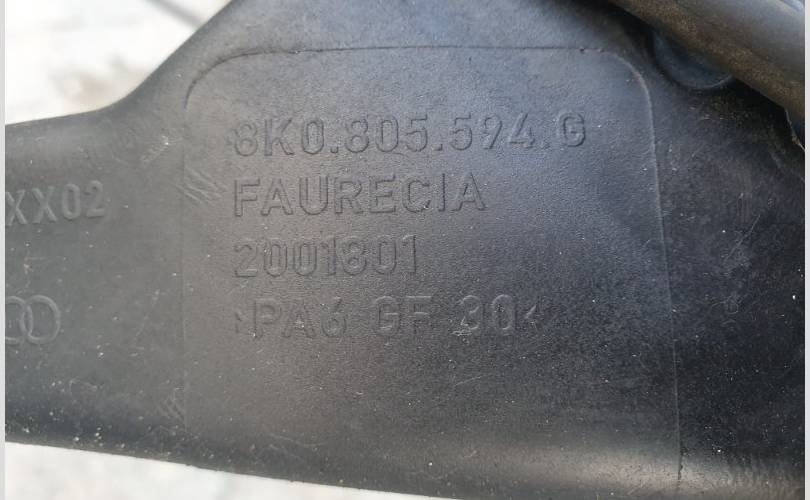 8K0.805.594.G
XX02
FAURECIA
2001801
>PA6 GF 30<